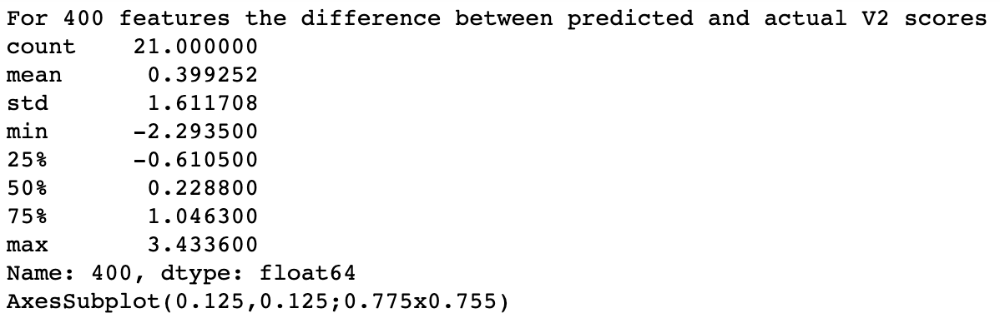 For 400 features the difference between predicted and actual V2 scores
count    21.000000
mean      0.399252
std       1.611708
min      -2.293500
25%      -0.610500
50%       0.228800
75%       1.046300
max       3.433600
Name: 400, dtype: float64
AxesSubplot(0.125,0.125;0.775x0.755)